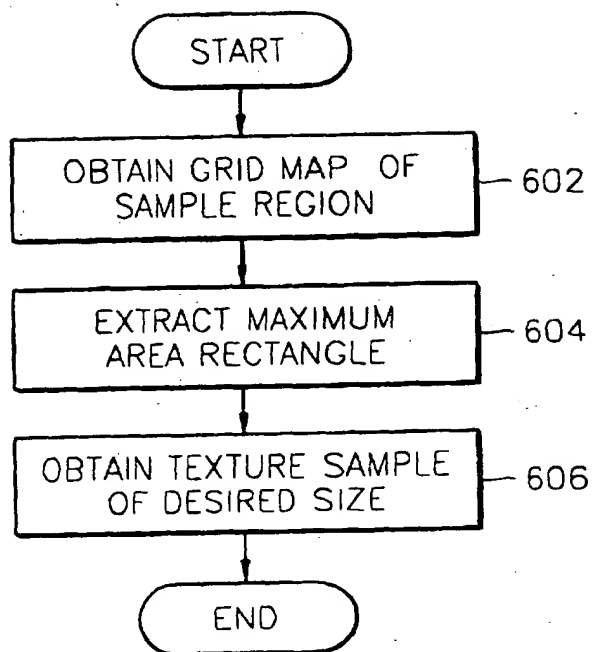 START
OBTAIN GRID MAP OF
SAMPLE REGION
602
EXTRACT MAXIMUM
AREA RECTANGLE
604
OBTAIN TEXTURE SAMPLE
OF DESIRED SIZE
606
END